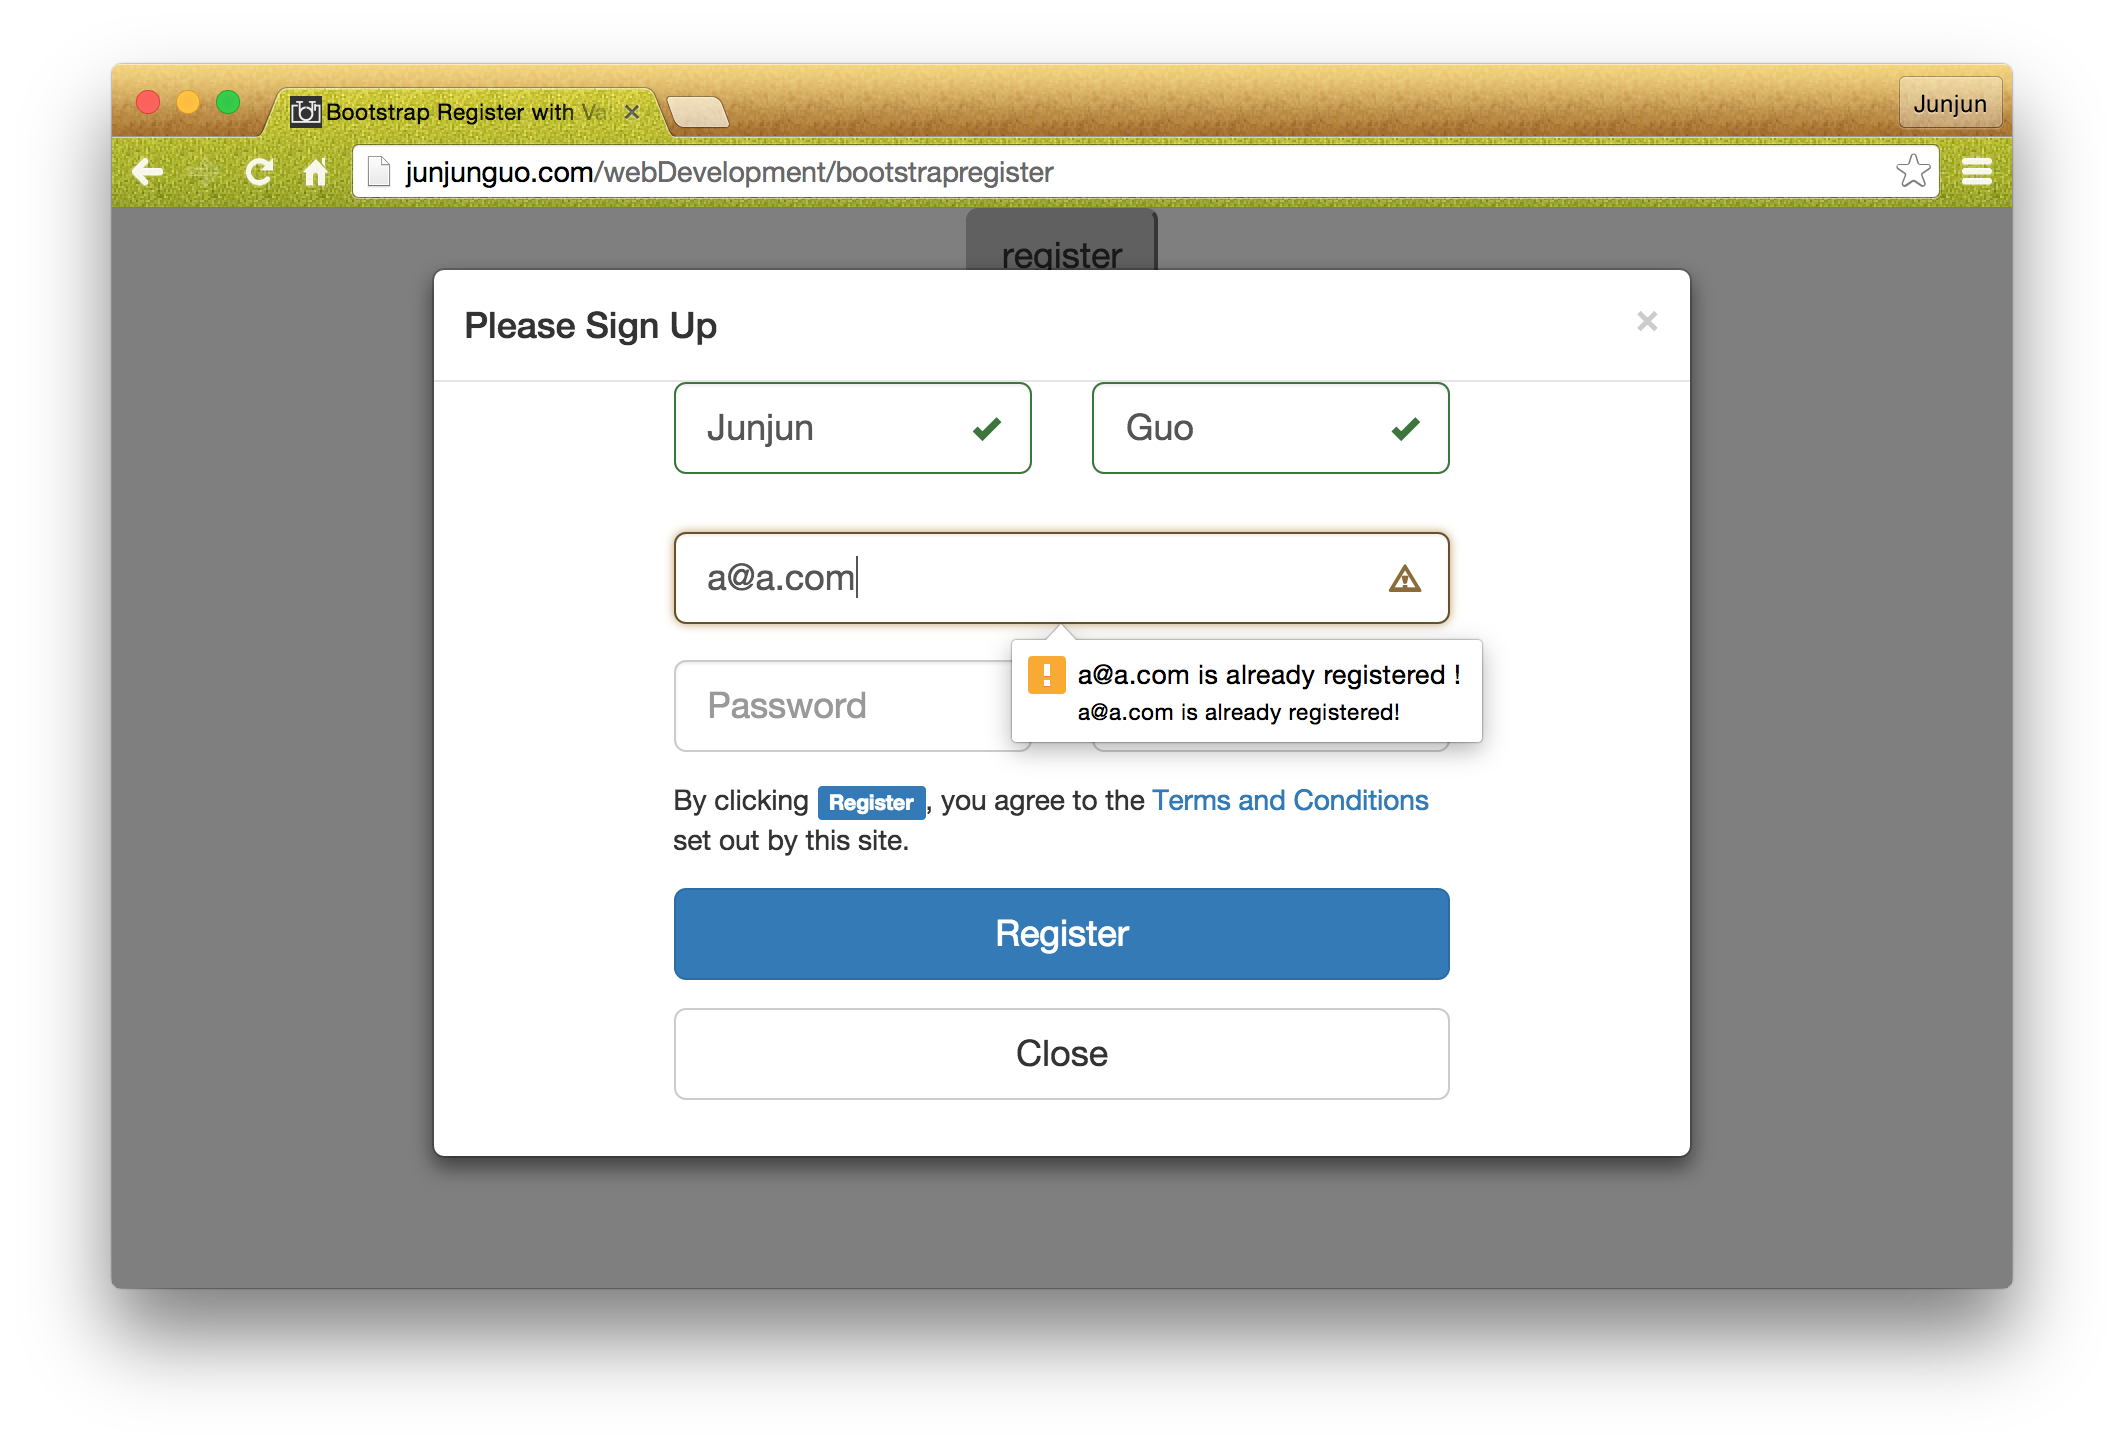 Bootstrap Register with Va
Junjun
junjunguo.com/webDevelopment/bootstrapregister
register
Please Sign Up
×
Junjun
Guo
a@a.com
a@a.com is already registered !
a@a.com is already registered!
Password
By clicking Register, you agree to the Terms and Conditions
set out by this site.
Register
Close